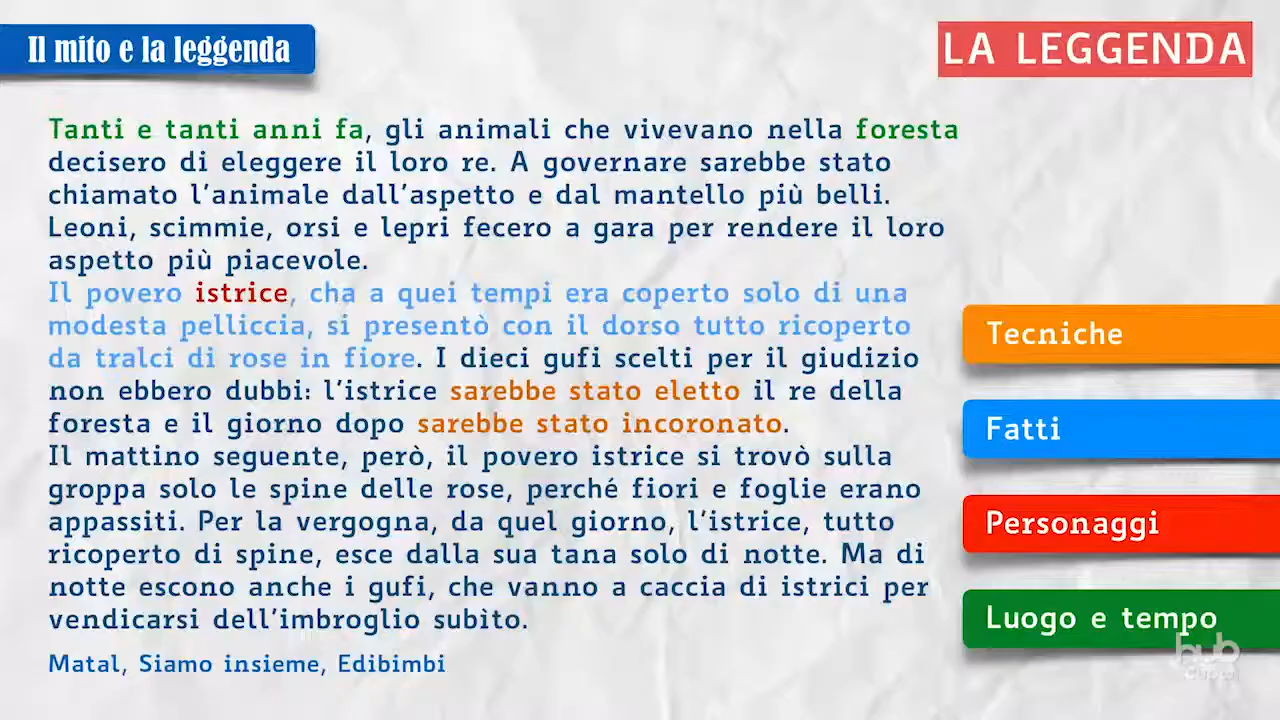 Il mito e la leggenda
LA LEGGENDA
Tanti e tanti anni fa, gli animali che vivevano nella foresta
decisero di eleggere il loro re. A governare sarebbe stato
chiamato l'animale dall'aspetto e dal mantello più belli.
Leoni, scimmie, orsi e lepri fecero a gara per rendere il loro
aspetto più piacevole.
Il povero istrice, cha a quei tempi era coperto solo di una
modesta pelliccia, si presentò con il dorso tutto ricoperto
da tralci di rose in fiore. I dieci gufi scelti per il giudizio
non ebbero dubbi: l'istrice sarebbe stato eletto il re della
foresta e il giorno dopo sarebbe stato incoronato.
Il mattino seguente, però, il povero istrice si trovò sulla
groppa solo le spine delle rose, perché fiori e foglie erano
appassiti. Per la vergogna, da quel giorno, l'istrice, tutto
ricoperto di spine, esce dalla sua tana solo di notte. Ma di
notte escono anche i gufi, che vanno a caccia di istrici per
vendicarsi dell'imbroglio subìto.
Matal, Siamo insieme, Edibimbi
Tecniche
Fatti
Personaggi
Luogo e tempo
hub